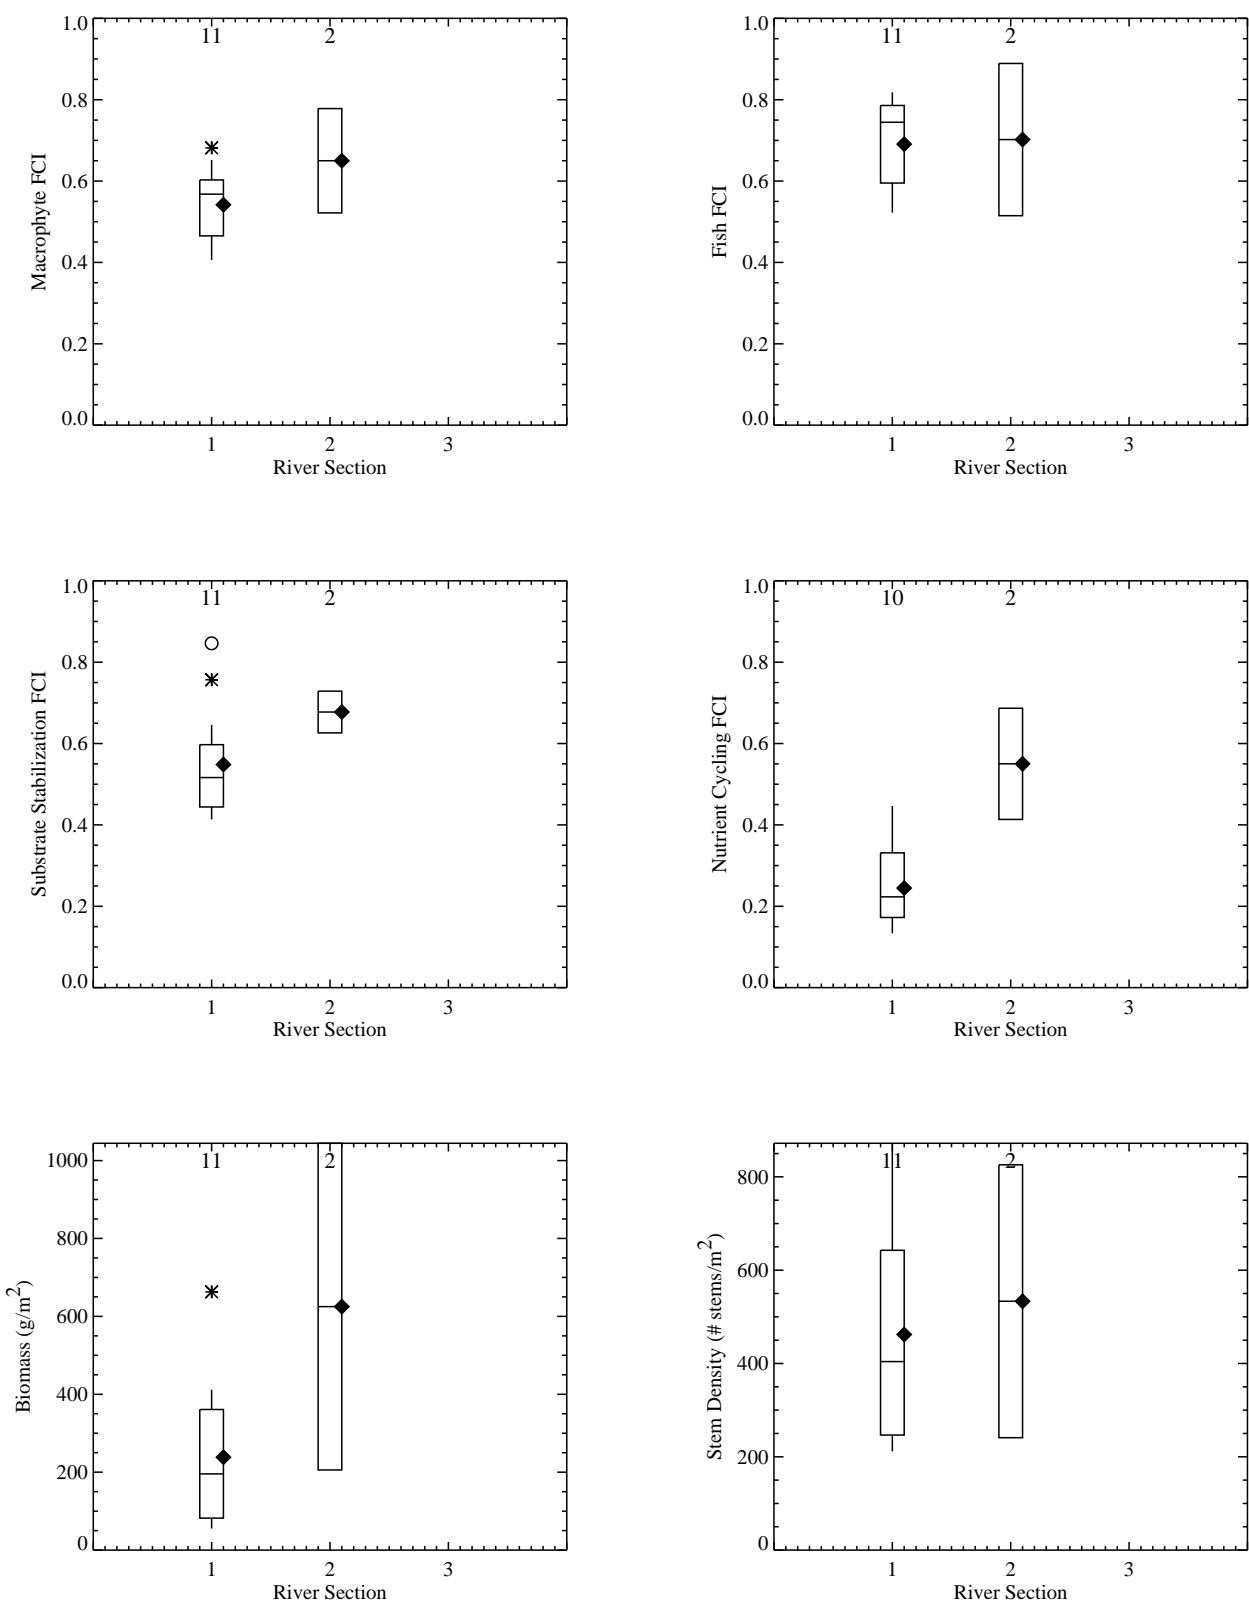 1.0
11
2
0.8
0.6
0.4
0.2
0.0
Macrophyte FCI
1 2 3
River Section
1.0
11
2
0.8
0.6
0.4
0.2
0.0
Fish FCI
1 2 3
River Section
1.0
11
2
0.8
0.6
0.4
0.2
0.0
Substrate Stabilization FCI
1 2 3
River Section
1.0
10
2
0.8
0.6
0.4
0.2
0.0
Nutrient Cycling FCI
1 2 3
River Section
1000
11
2
800
600
400
200
0
Biomass (g/m²)
1 2 3
River Section
11
2
800
600
400
200
0
Stem Density (# stems/m²)
1 2 3
River Section